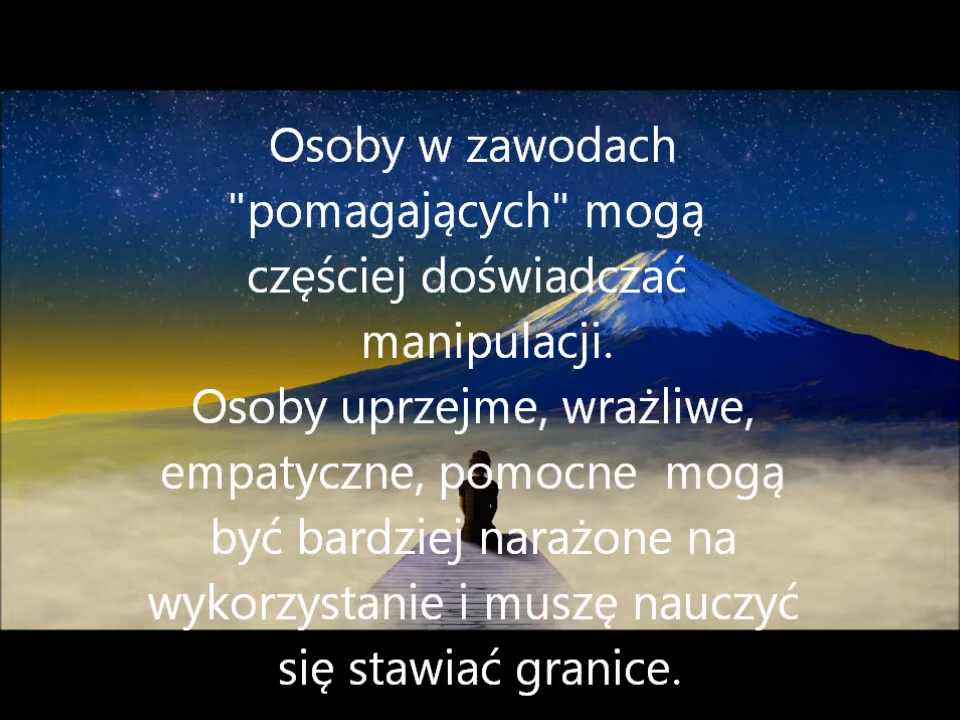 Osoby w zawodach
"pomagających" mogą
częściej doświadczać
manipulacji.
Osoby uprzejme, wrażliwe,
empatyczne, pomocne mogą
być bardziej narażone na
wykorzystanie i muszę nauczyć
się stawiać granice.